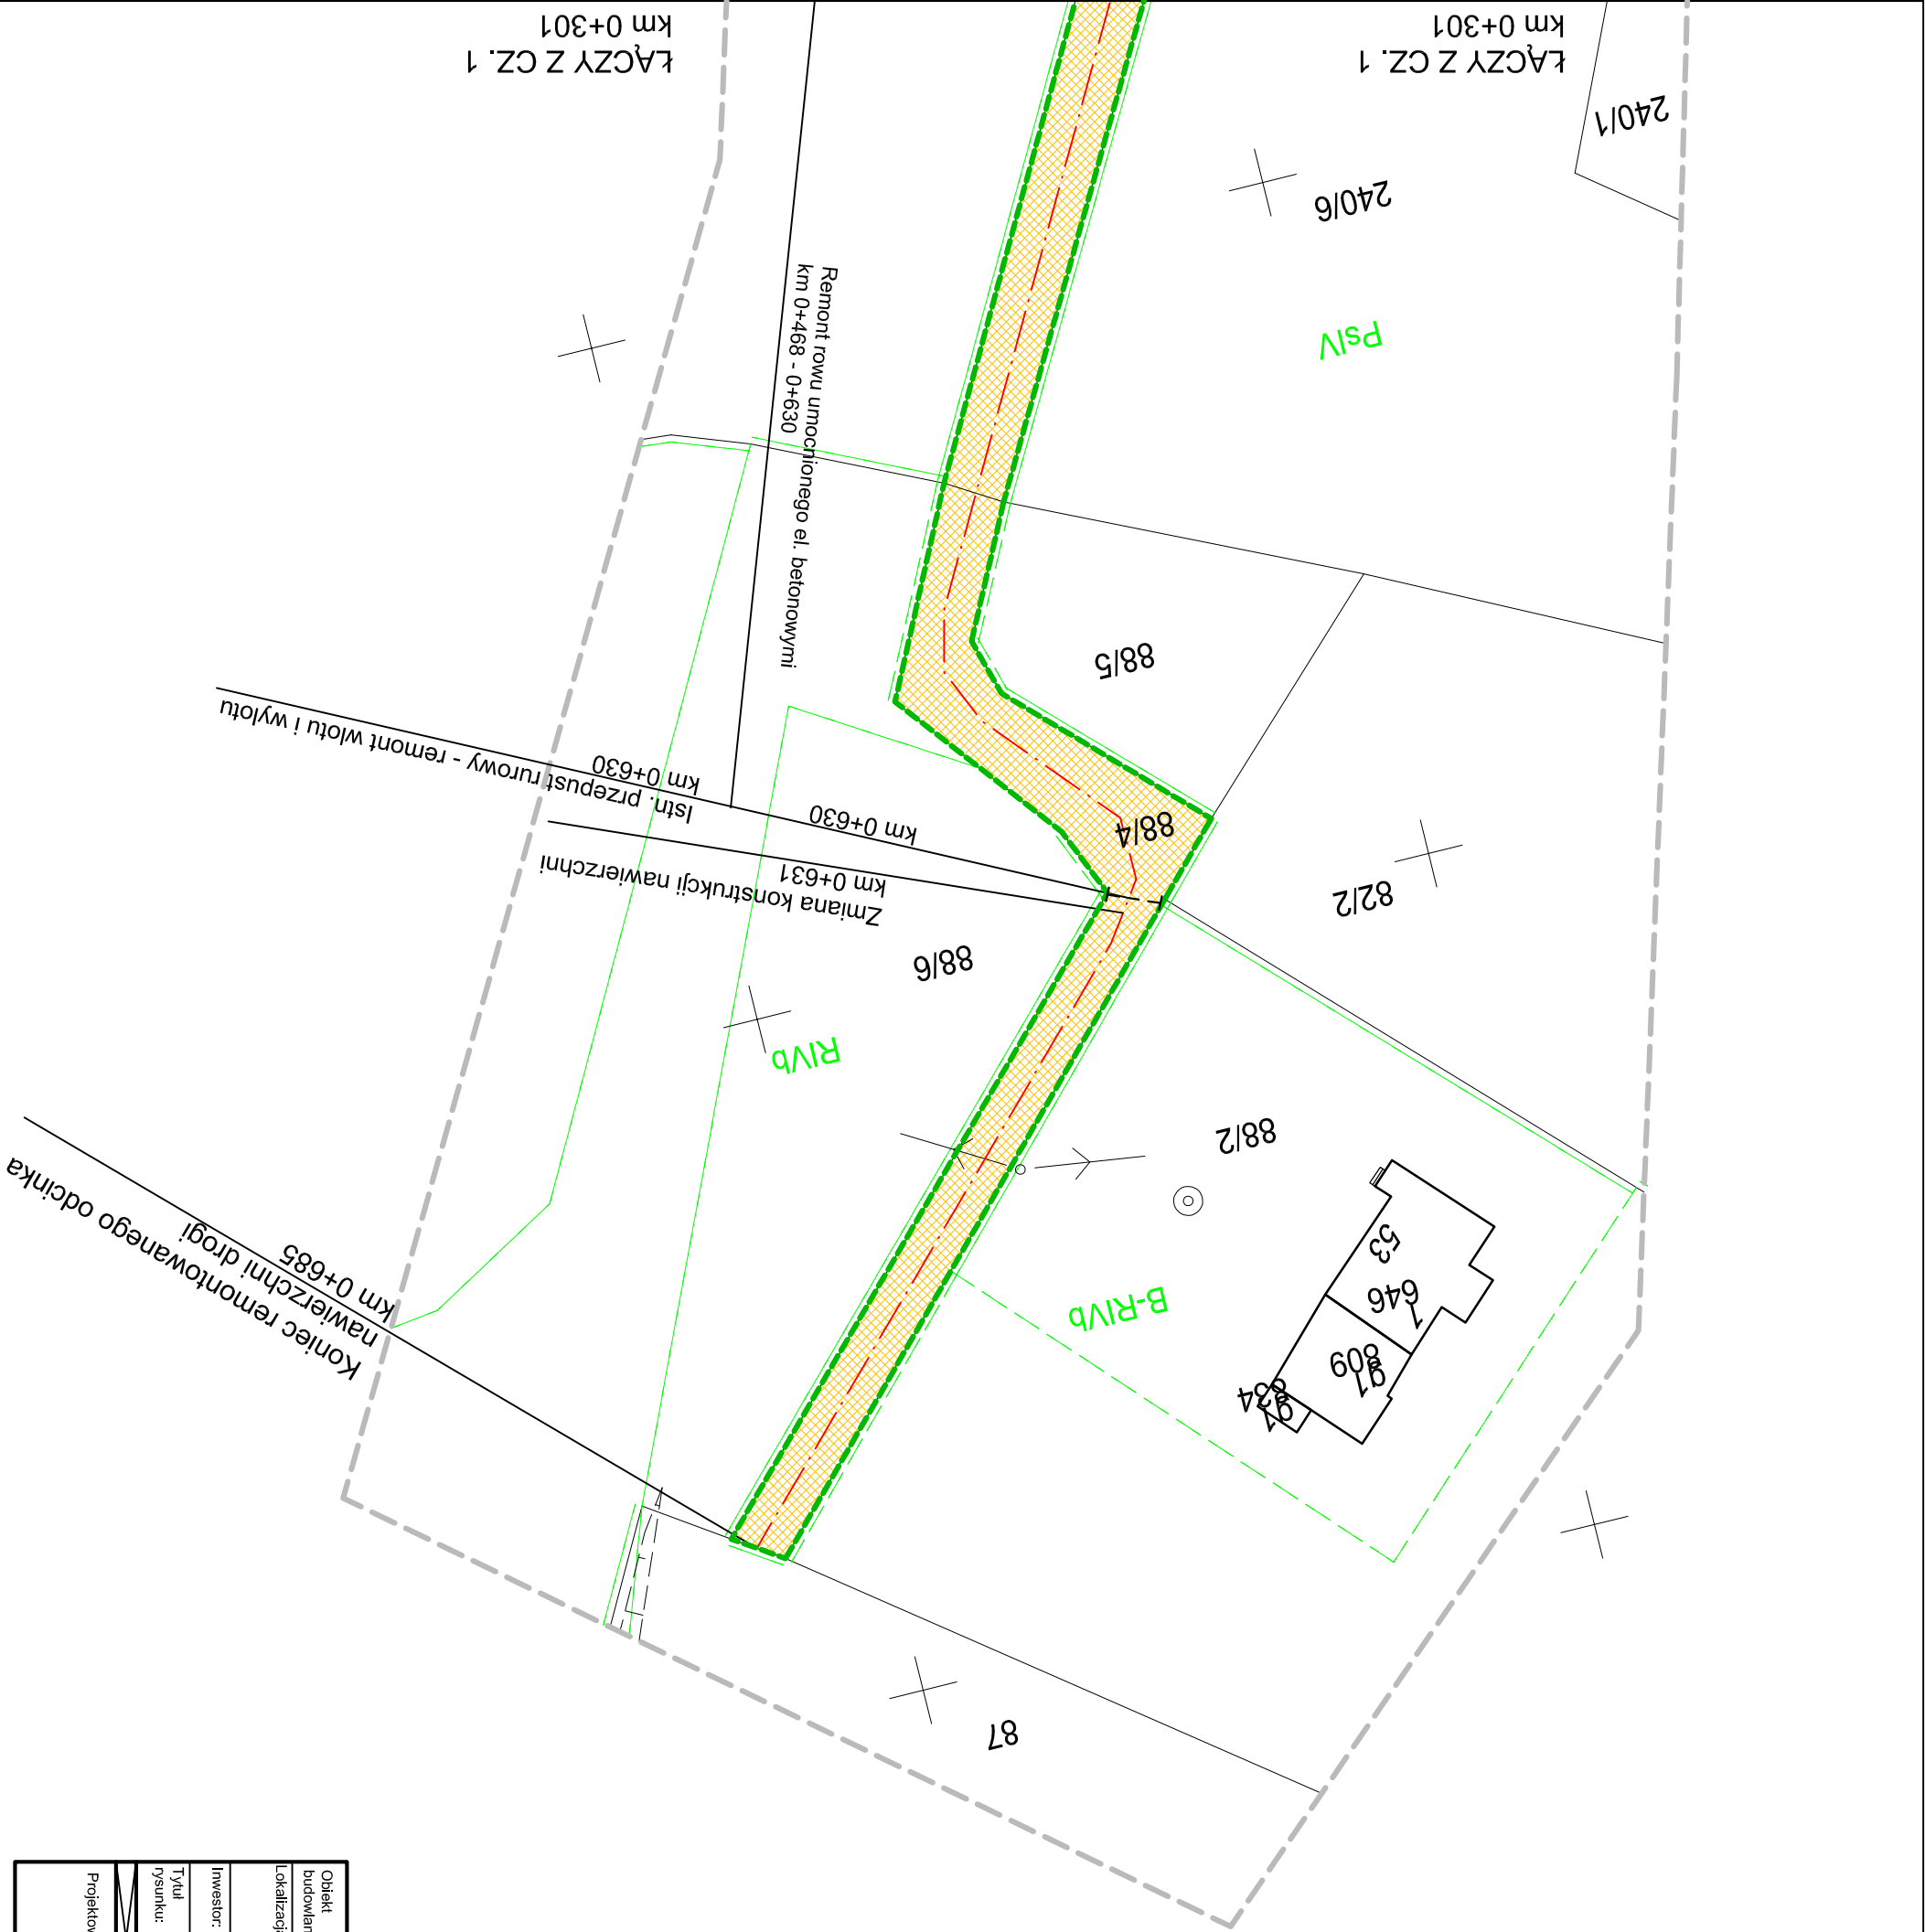 ŁĄCZY Z CZ. 1
km 0+301
ŁĄCZY Z CZ. 1
km 0+301
240/1
240/6
PsIV
Remont rowu umocnionego el. betonowymi
km 0+468 - 0+630
88/5
Istn. przepust rurowy - remont wlotu i wylotu
km 0+630
km 0+630
88/4
Zmiana konstrukcji nawierzchni
km 0+631
82/2
88/6
RIVb
88/2
B-RIVb
53
646
7
809
97
834
97
Koniec remontowanego odcinka
nawierzchni drogi
km 0+685
87
Obiekt
Tytuł
rysunku:
Inwestor: